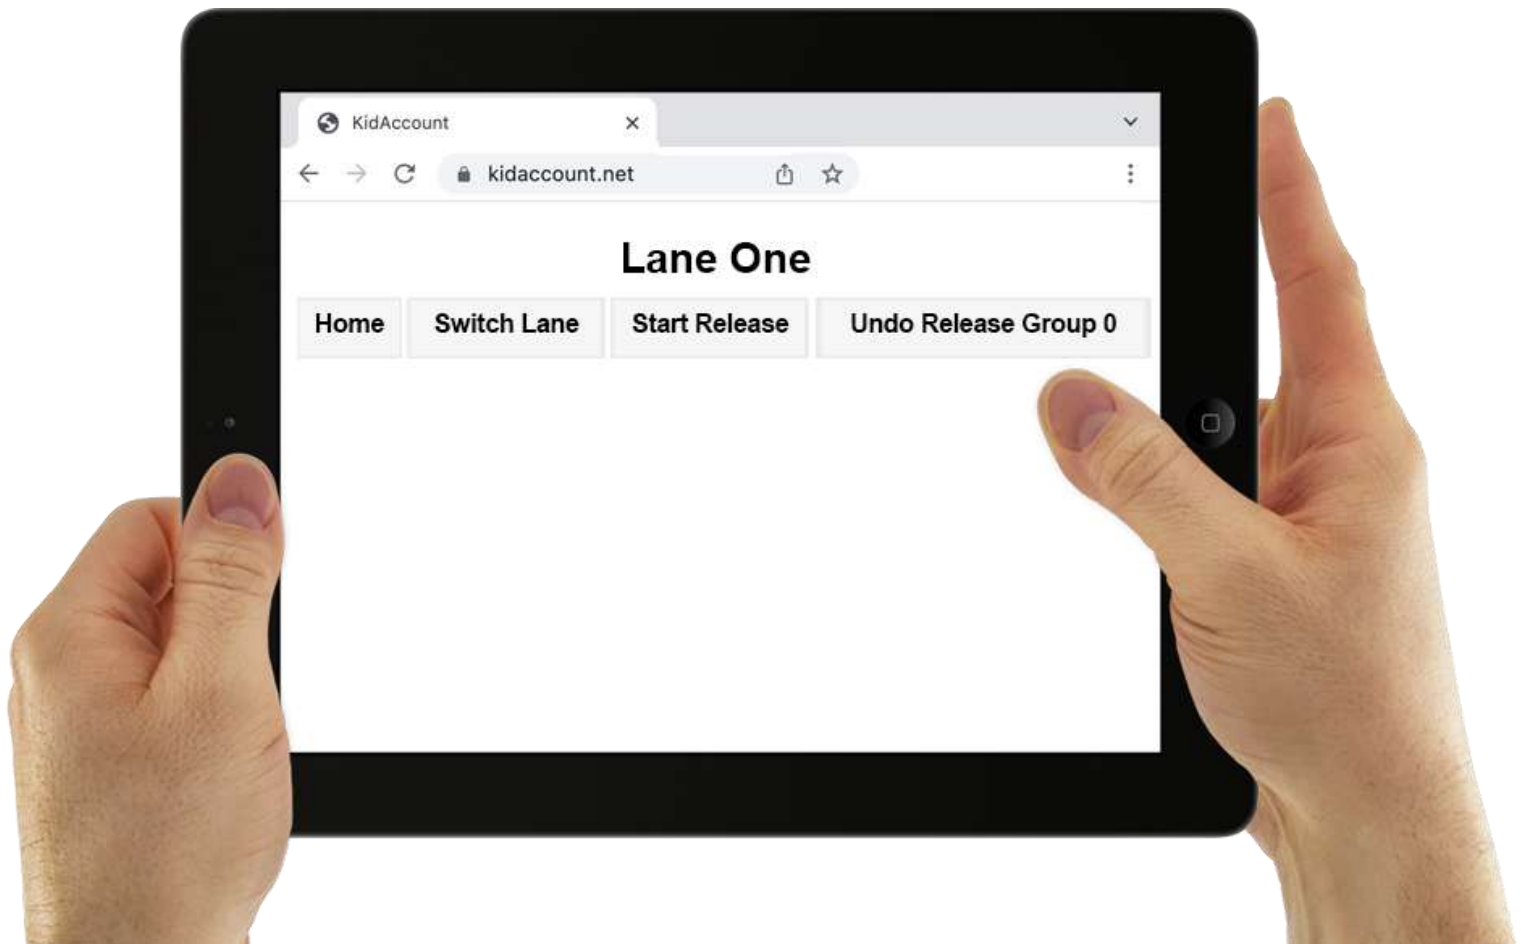 KidAccount
kidaccount.net
Lane One
Home Switch Lane Start Release Undo Release Group 0